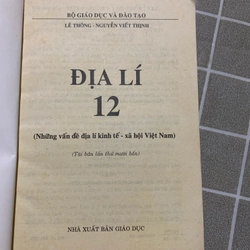 BỘ GIÁO DỤC VÀ ĐÀO TẠO
LÊ THÔNG - NGUYỄN VIẾT THỊNH
ĐỊA LÍ
12
(Những vấn đề địa lí kinh tế - xã hội Việt Nam)
(Tái bản lần thứ mười bốn)
NHÀ XUẤT BẢN GIÁO DỤC